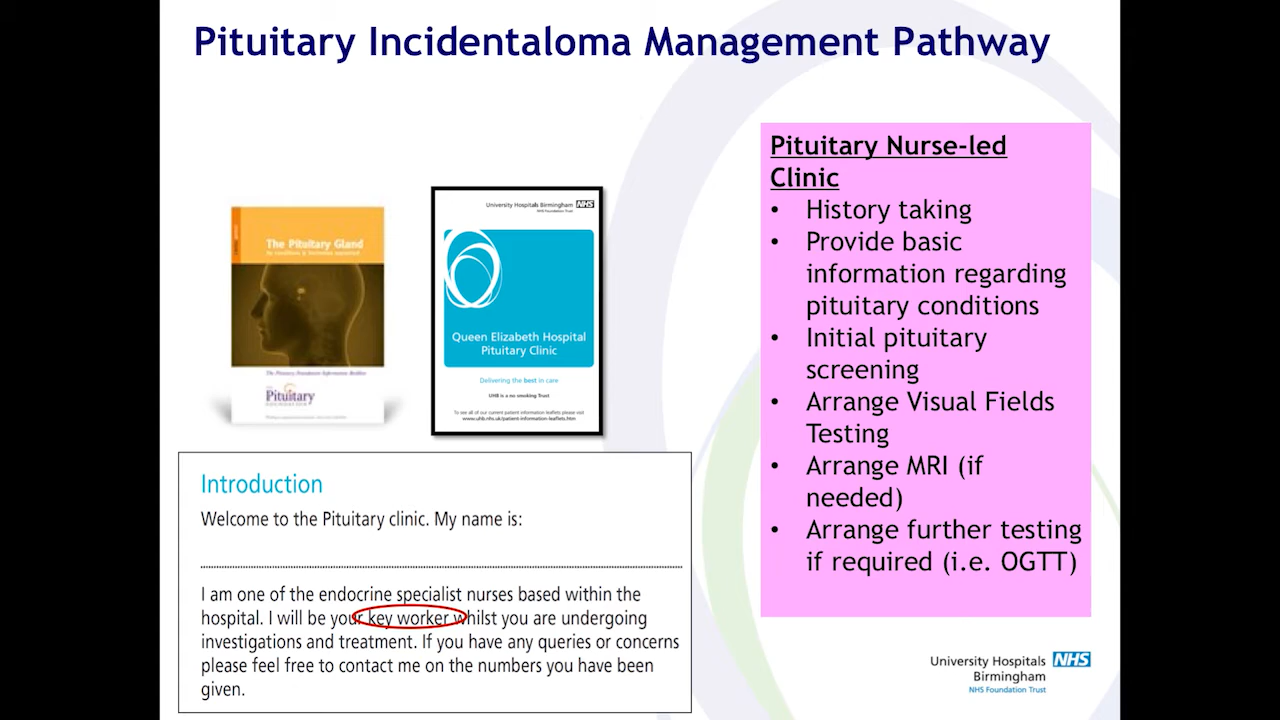 Pituitary Incidentaloma Management Pathway
The Pituitary Gland
The Pituitary Foundation Information Booklets
Pituitary
FOUNDATION
University Hospitals Birmingham NHS
NHS Foundation Trust
Queen Elizabeth Hospital
Pituitary Clinic
Delivering the best in care
UHB is a no smoking Trust
To see all of our current patient information leaflets please visit
www.uhb.nhs.uk/patient-information-leaflets.htm
Introduction
Welcome to the Pituitary clinic. My name is:
I am one of the endocrine specialist nurses based within the
hospital. I will be your key worker whilst you are undergoing
investigations and treatment. If you have any queries or concerns
please feel free to contact me on the numbers you have been
given.
Pituitary Nurse-led
Clinic
• History taking
• Provide basic
information regarding
pituitary conditions
• Initial pituitary
screening
• Arrange Visual Fields
Testing
• Arrange MRI (if
needed)
• Arrange further testing
if required (i.e. OGTT)
University Hospitals NHS
Birmingham
NHS Foundation Trust